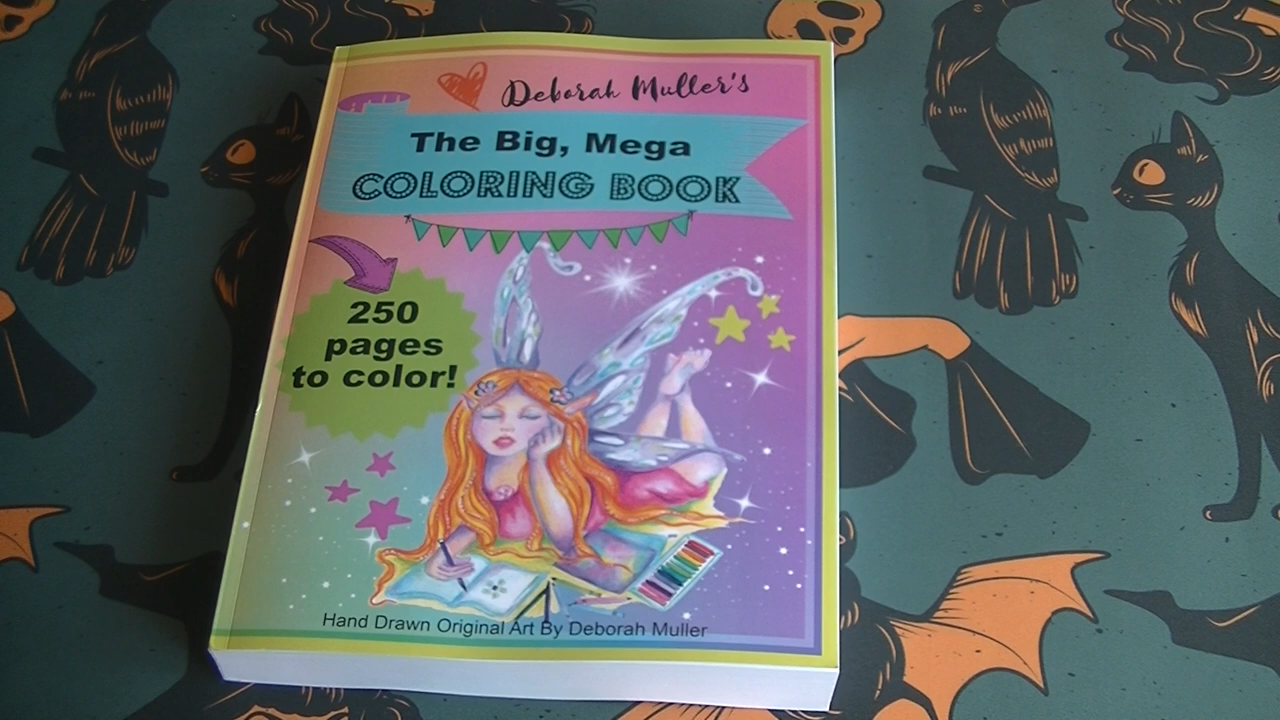 Deborah Muller's
The Big, Mega
COLORING BOOK
250
pages
to color!
Hand Drawn Original Art By Deborah Muller